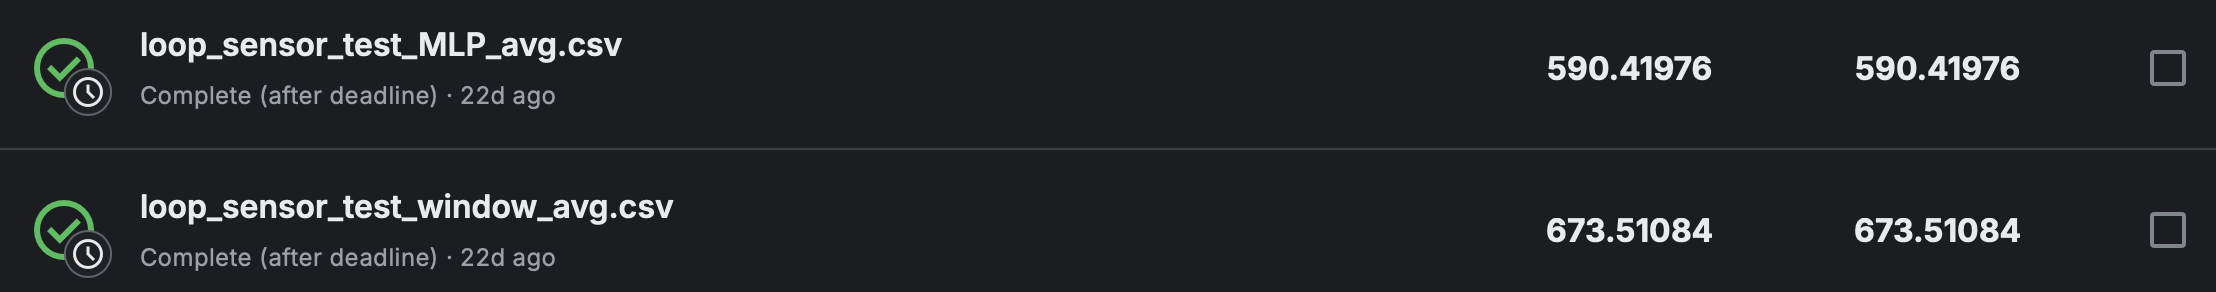 loop_sensor_test_MLP_avg.csv
Complete (after deadline) · 22d ago
590.41976 590.41976
loop_sensor_test_window_avg.csv
Complete (after deadline) · 22d ago
673.51084 673.51084